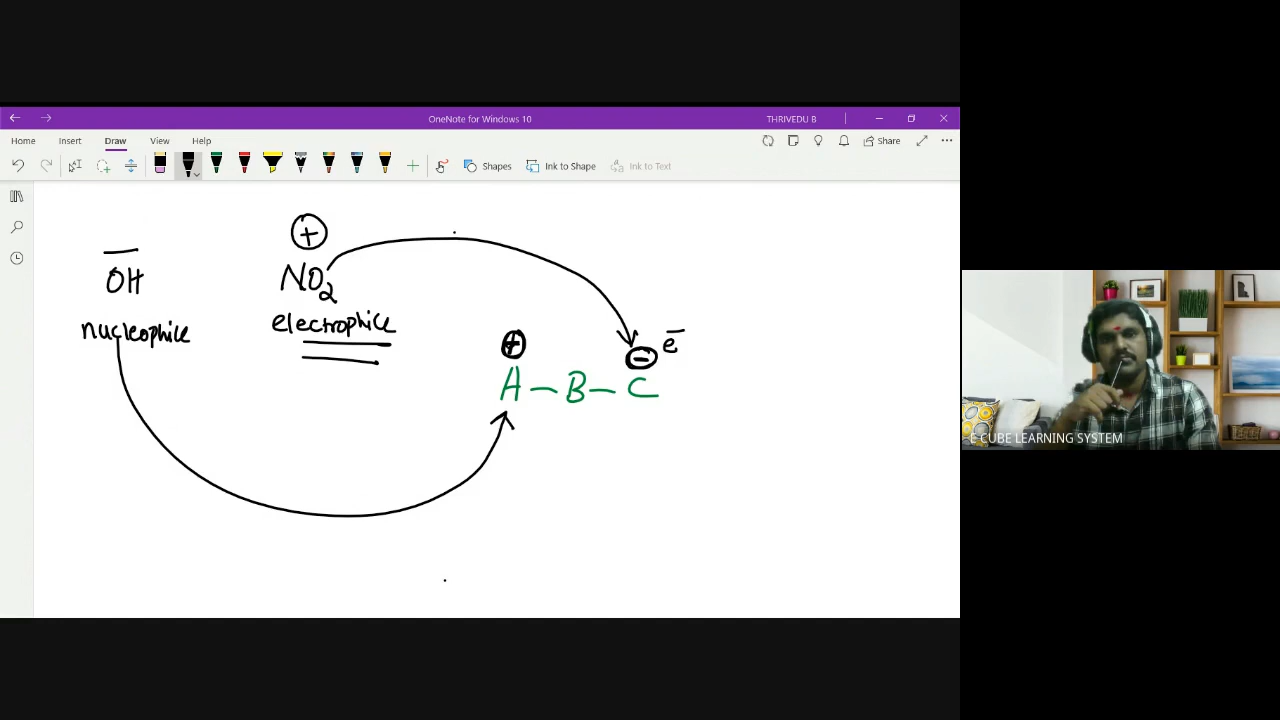 OneNote for Windows 10
THRIVEDU B
Home Insert Draw View Help
Share
Shapes
Ink to Shape
Ink to Text
+
NO2
OH
electrophile
nucleophile
+
− e
A − B − C
E CUBE LEARNING SYSTEM